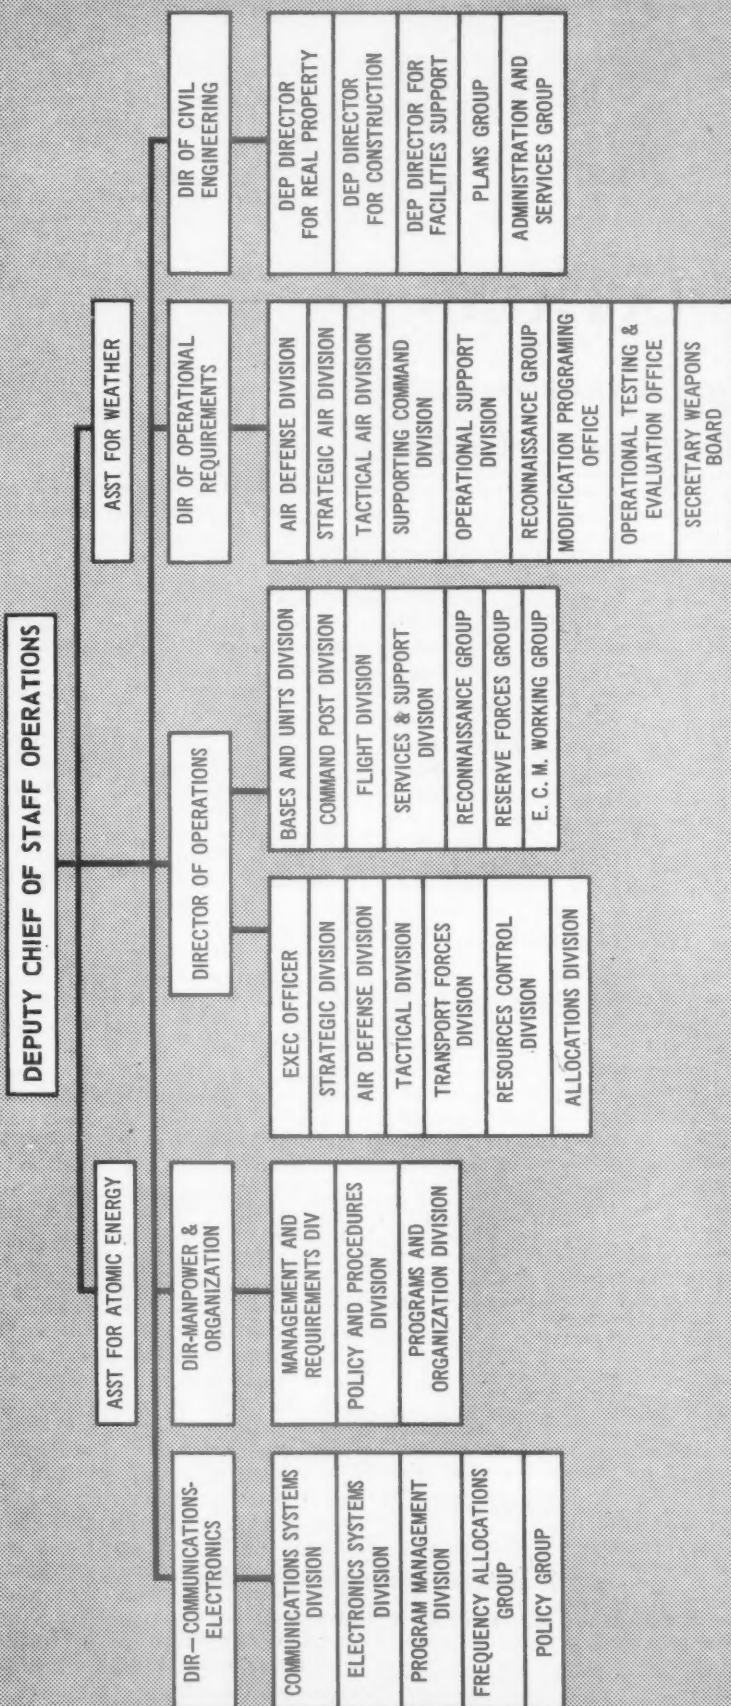 DEPUTY CHIEF OF STAFF OPERATIONS
ASST FOR ATOMIC ENERGY
ASST FOR WEATHER
DIR—COMMUNICATIONS-
ELECTRONICS
COMMUNICATIONS SYSTEMS
DIVISION
ELECTRONICS SYSTEMS
DIVISION
PROGRAM MANAGEMENT
DIVISION
FREQUENCY ALLOCATIONS
GROUP
POLICY GROUP
DIR-MANPOWER &
ORGANIZATION
MANAGEMENT AND
REQUIREMENTS DIV
POLICY AND PROCEDURES
DIVISION
PROGRAMS AND
ORGANIZATION DIVISION
DIRECTOR OF OPERATIONS
EXEC OFFICER
STRATEGIC DIVISION
AIR DEFENSE DIVISION
TACTICAL DIVISION
TRANSPORT FORCES
DIVISION
RESOURCES CONTROL
DIVISION
ALLOCATIONS DIVISION
BASES AND UNITS DIVISION
COMMAND POST DIVISION
FLIGHT DIVISION
SERVICES & SUPPORT
DIVISION
RECONNAISSANCE GROUP
RESERVE FORCES GROUP
E. C. M. WORKING GROUP
DIR OF OPERATIONAL
REQUIREMENTS
AIR DEFENSE DIVISION
STRATEGIC AIR DIVISION
TACTICAL AIR DIVISION
SUPPORTING COMMAND
DIVISION
OPERATIONAL SUPPORT
DIVISION
RECONNAISSANCE GROUP
MODIFICATION PROGRAMING
OFFICE
OPERATIONAL TESTING &
EVALUATION OFFICE
SECRETARY WEAPONS
BOARD
DIR OF CIVIL
ENGINEERING
DEP DIRECTOR
FOR REAL PROPERTY
DEP DIRECTOR
FOR CONSTRUCTION
DEP DIRECTOR FOR
FACILITIES SUPPORT
PLANS GROUP
ADMINISTRATION AND
SERVICES GROUP